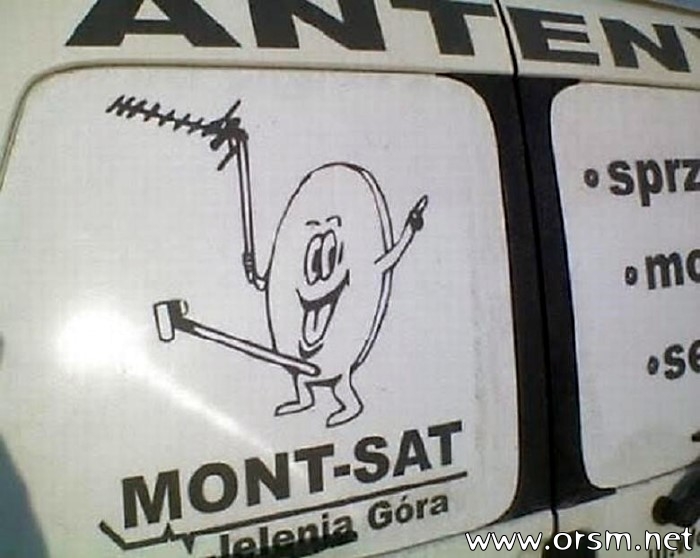 ANTEN
• sprz
• mo
• se
MONT-SAT
Jelenia Góra
www.orsm.net